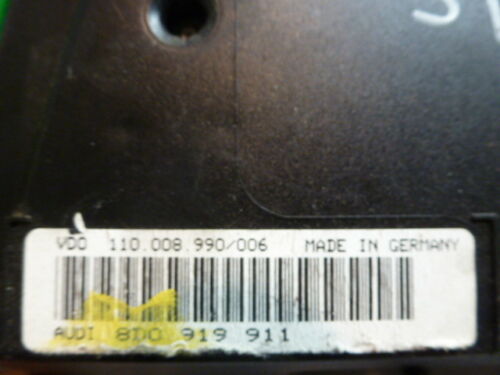 VDO 110.008.990/006 MADE IN GERMANY
AUDI 8D0 919 911